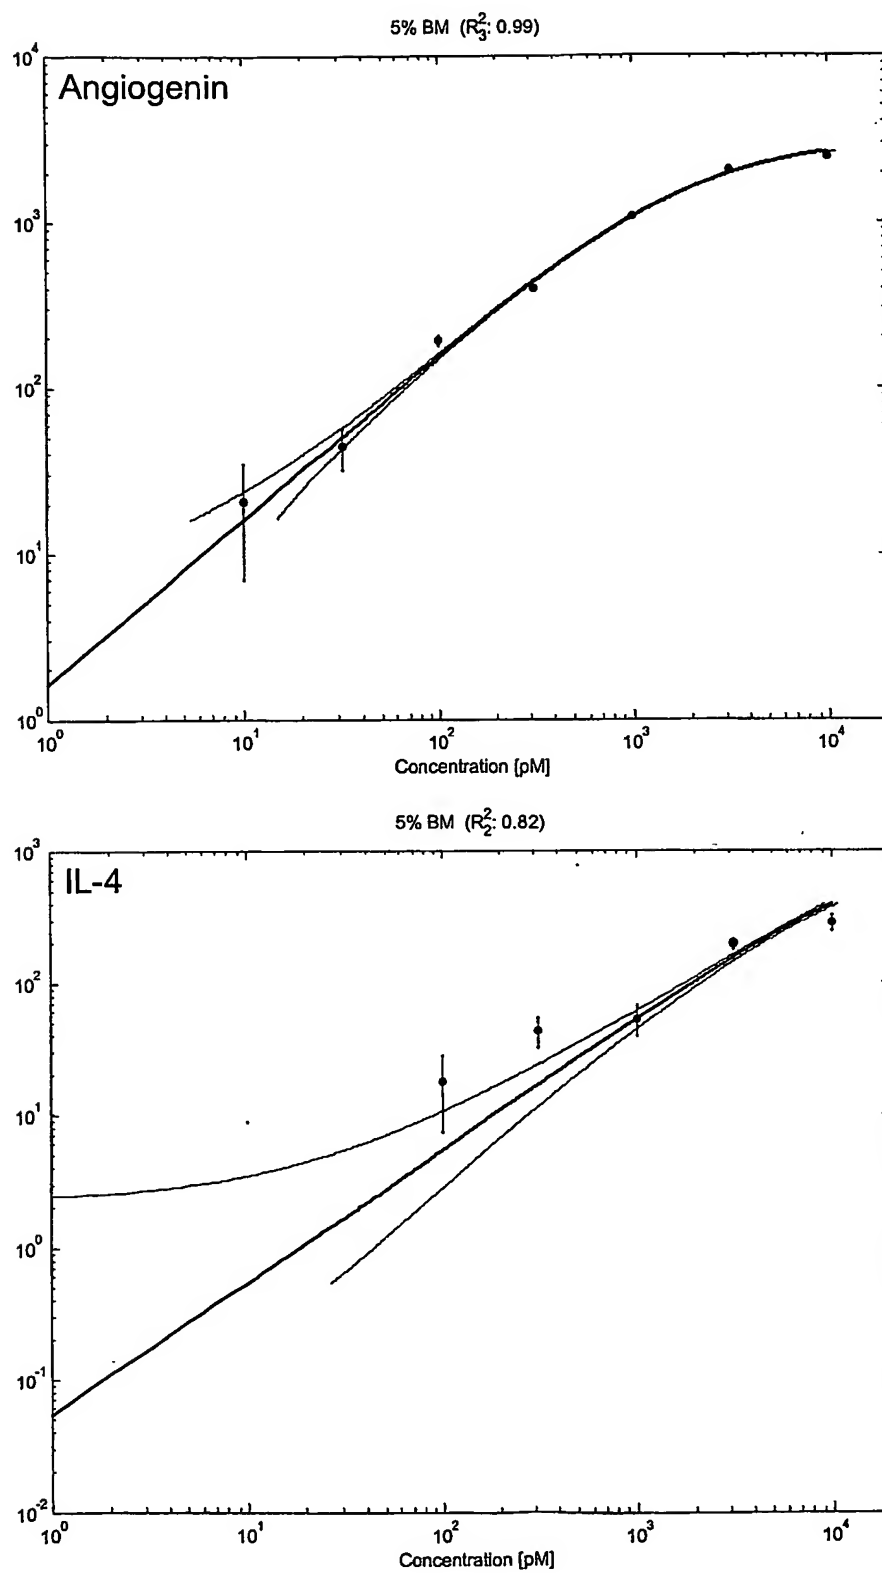 5% BM (R₃²: 0.99)
10⁴
Angiogenin
10³
10²
10¹
10⁰
10⁰ 10¹ 10² 10³ 10⁴
Concentration [pM]
5% BM (R₂²: 0.82)
10³
IL-4
10²
10¹
10⁰
10⁻¹
10⁻²
10⁰ 10¹ 10² 10³ 10⁴
Concentration [pM]